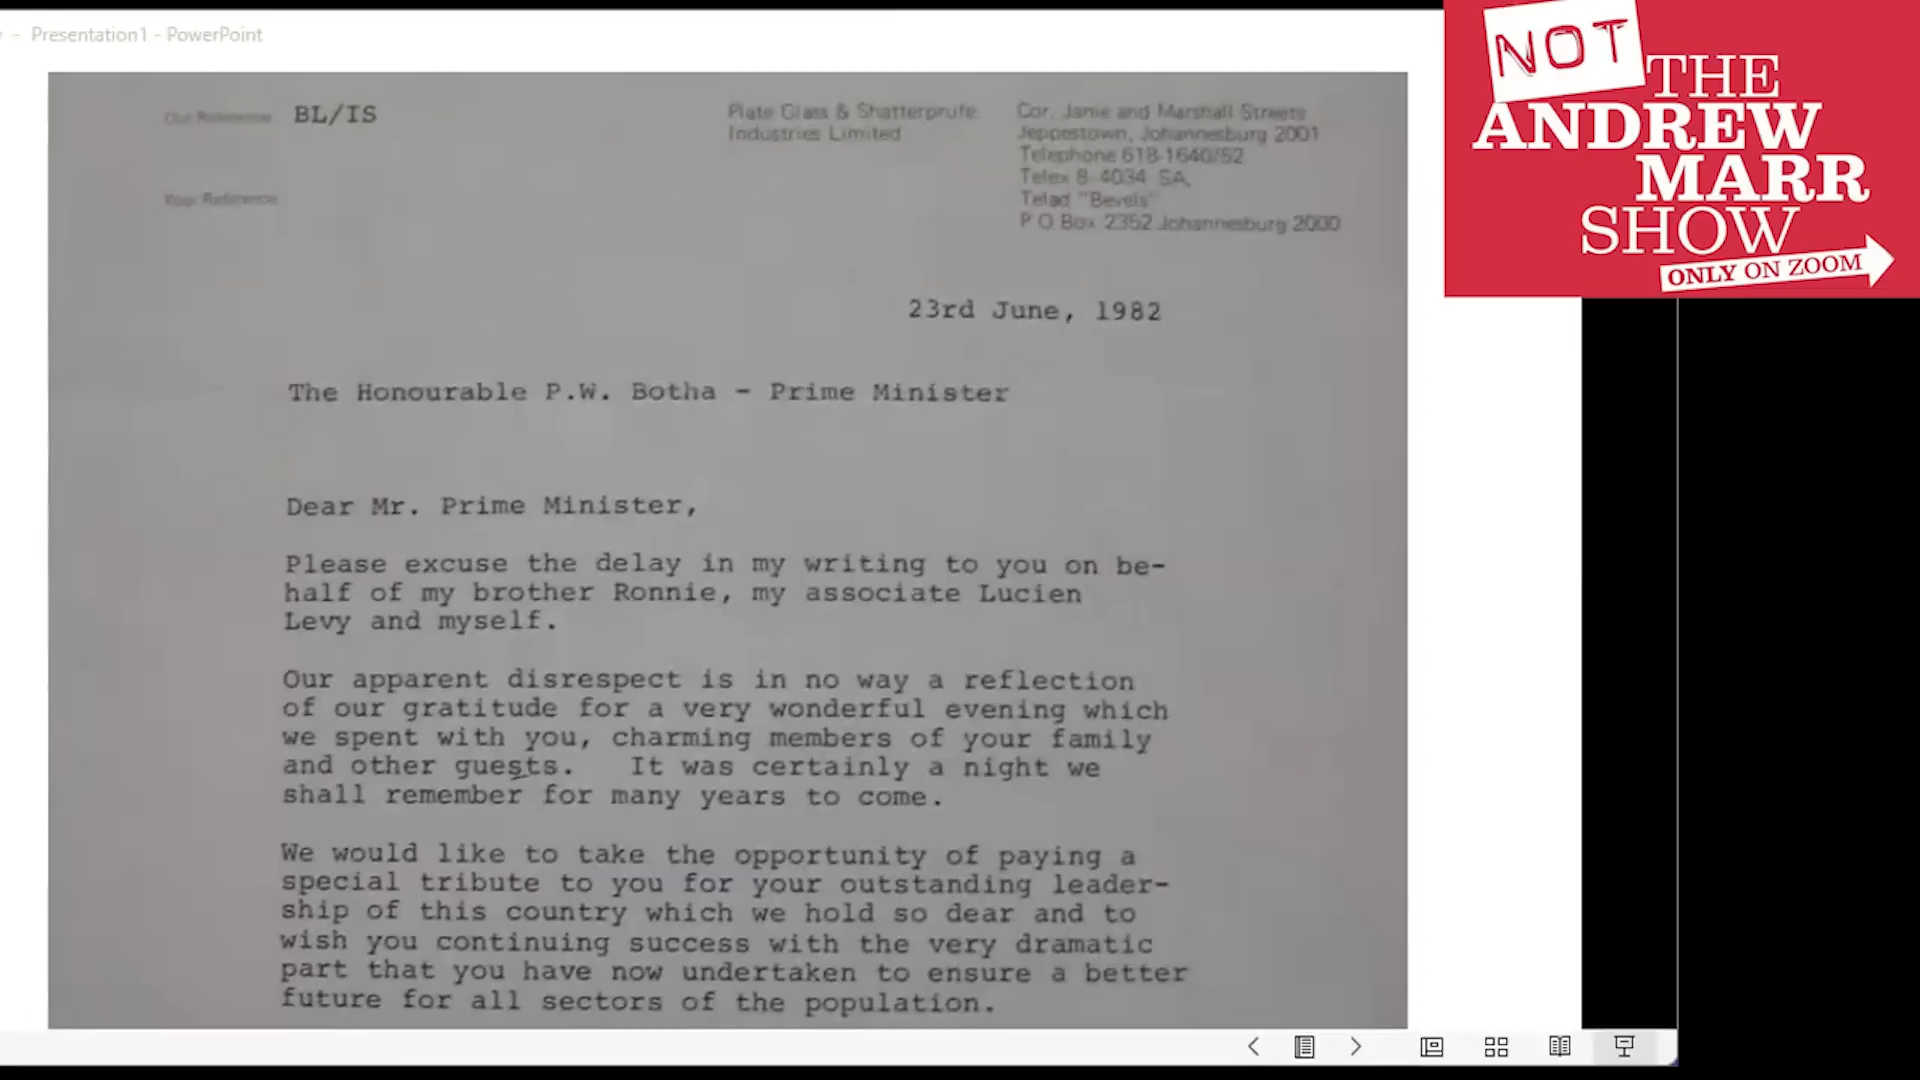 - Presentation1 - PowerPoint
NOT
THE
ANDREW
MARR
SHOW
ONLY ON ZOOM
Our Reference BL/IS
Your Reference
Plate Glass & Shatterprufe
Industries Limited
Cor. Janie and Marshall Streets
Jeppestown, Johannesburg 2001
Telephone 618-1640/52
Telex 8-4034 SA.
Telad "Bevels"
P O Box 2352 Johannesburg 2000
23rd June, 1982
The Honourable P.W. Botha - Prime Minister
Dear Mr. Prime Minister,
Please excuse the delay in my writing to you on be-
half of my brother Ronnie, my associate Lucien
Levy and myself.
Our apparent disrespect is in no way a reflection
of our gratitude for a very wonderful evening which
we spent with you, charming members of your family
and other guests. It was certainly a night we
shall remember for many years to come.
We would like to take the opportunity of paying a
special tribute to you for your outstanding leader-
ship of this country which we hold so dear and to
wish you continuing success with the very dramatic
part that you have now undertaken to ensure a better
future for all sectors of the population.